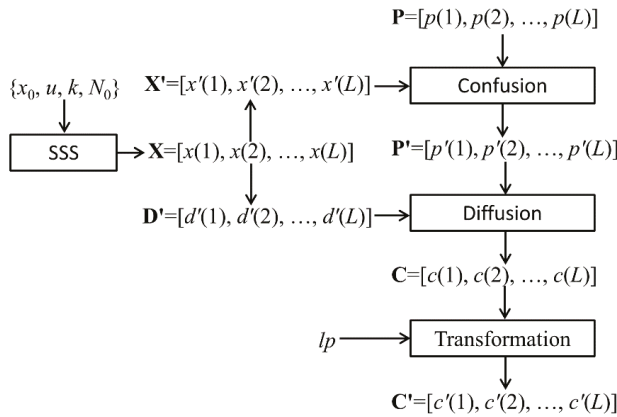 P=[p(1), p(2), …, p(L)]
{x₀, u, k, N₀}
X'=[x'(1), x'(2), …, x'(L)]
Confusion
SSS
X=[x(1), x(2), …, x(L)]
P'=[p'(1), p'(2), …, p'(L)]
D'=[d'(1), d'(2), …, d'(L)]
Diffusion
C=[c(1), c(2), …, c(L)]
lp
Transformation
C'=[c'(1), c'(2), …, c'(L)]